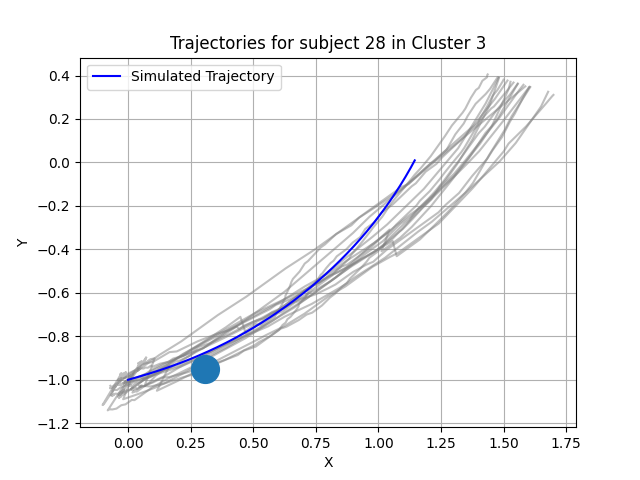 Trajectories for subject 28 in Cluster 3
Simulated Trajectory
0.4
0.2
0.0
−0.2
−0.4
−0.6
−0.8
−1.0
−1.2
Y
0.00 0.25 0.50 0.75 1.00 1.25 1.50 1.75
X